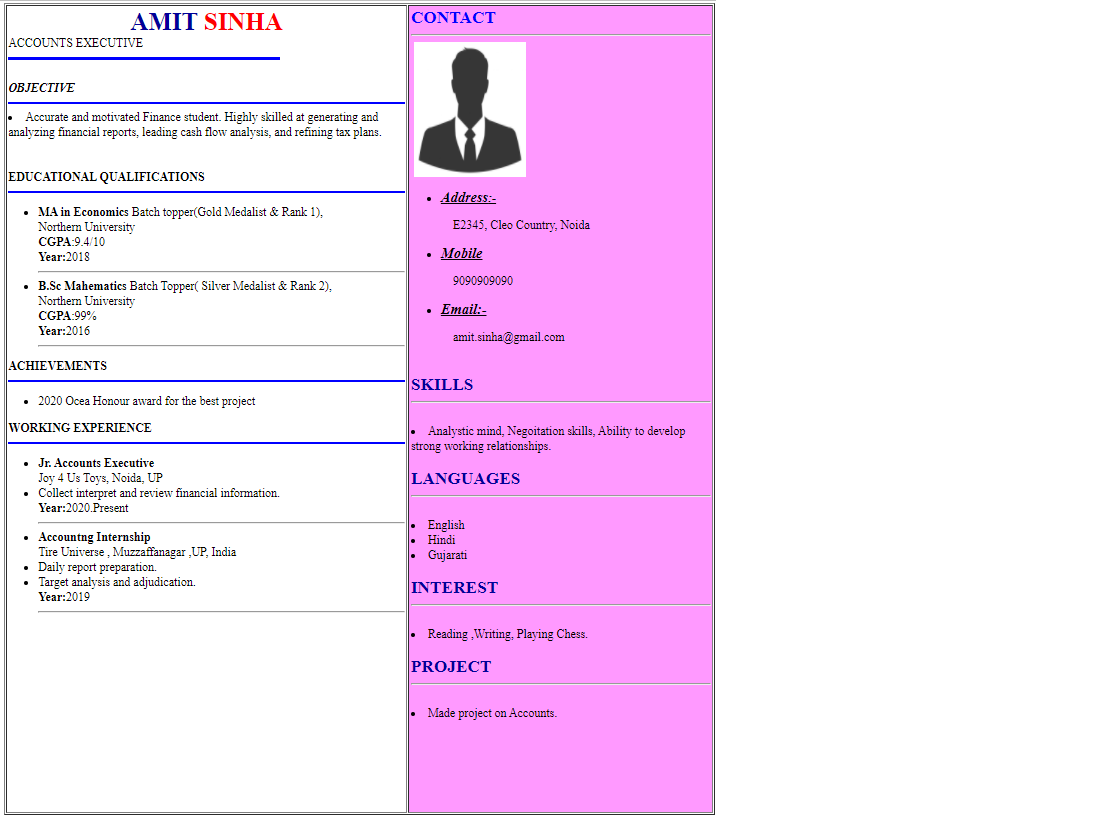 AMIT SINHA
ACCOUNTS EXECUTIVE
OBJECTIVE
Accurate and motivated Finance student. Highly skilled at generating and
analyzing financial reports, leading cash flow analysis, and refining tax plans.
EDUCATIONAL QUALIFICATIONS
MA in Economics Batch topper(Gold Medalist & Rank 1),
Northern University
CGPA:9.4/10
Year:2018
B.Sc Mahematics Batch Topper( Silver Medalist & Rank 2),
Northern University
CGPA:99%
Year:2016
ACHIEVEMENTS
2020 Ocea Honour award for the best project
WORKING EXPERIENCE
Jr. Accounts Executive
Joy 4 Us Toys, Noida, UP
Collect interpret and review financial information.
Year:2020.Present
Accountng Internship
Tire Universe , Muzzaffanagar ,UP, India
Daily report preparation.
Target analysis and adjudication.
Year:2019
CONTACT
Address:-
E2345, Cleo Country, Noida
Mobile
9090909090
Email:-
amit.sinha@gmail.com
SKILLS
Analystic mind, Negoitation skills, Ability to develop
strong working relationships.
LANGUAGES
English
Hindi
Gujarati
INTEREST
Reading ,Writing, Playing Chess.
PROJECT
Made project on Accounts.